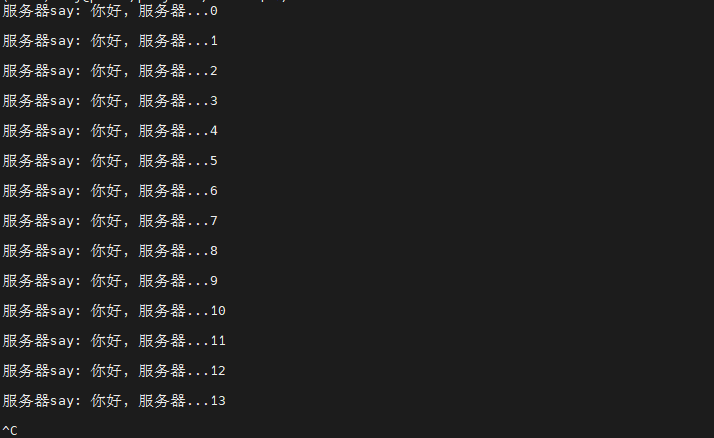 服务器say: 你好, 服务器...0
服务器say: 你好, 服务器...1
服务器say: 你好, 服务器...2
服务器say: 你好, 服务器...3
服务器say: 你好, 服务器...4
服务器say: 你好, 服务器...5
服务器say: 你好, 服务器...6
服务器say: 你好, 服务器...7
服务器say: 你好, 服务器...8
服务器say: 你好, 服务器...9
服务器say: 你好, 服务器...10
服务器say: 你好, 服务器...11
服务器say: 你好, 服务器...12
服务器say: 你好, 服务器...13
^C